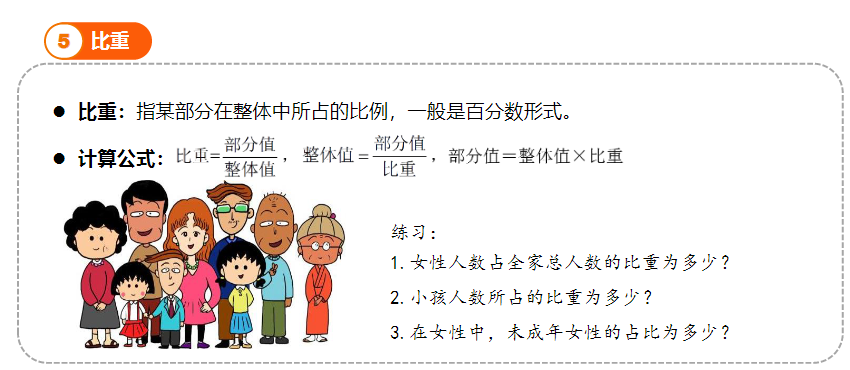 5 比重
● 比重：指某部分在整体中所占的比例，一般是百分数形式。
● 计算公式：比重=部分值/整体值，整体值=部分值/比重，部分值＝整体值×比重
练习：
1.女性人数占全家总人数的比重为多少？
2.小孩人数所占的比重为多少？
3.在女性中，未成年女性的占比为多少？